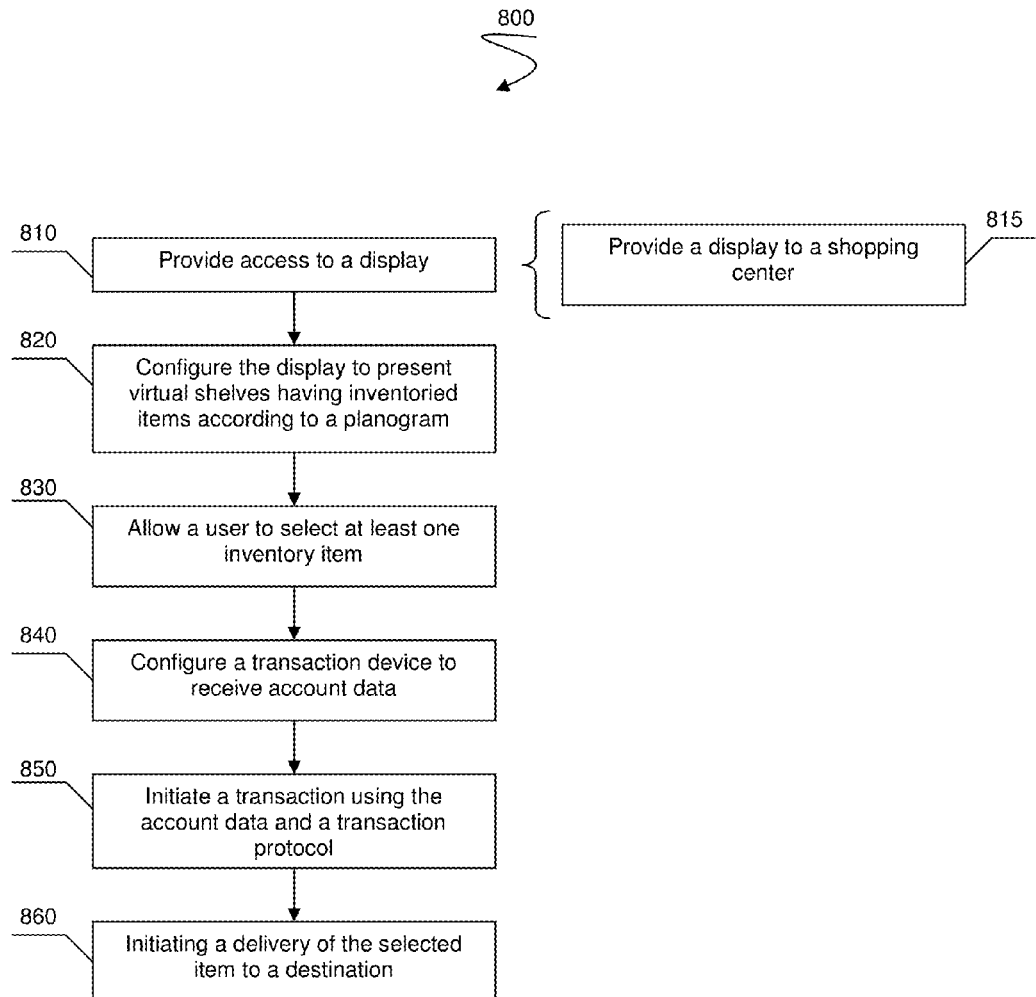 800
810
Provide access to a display
Provide a display to a shopping
center
815
820
Configure the display to present
virtual shelves having inventoried
items according to a planogram
830
Allow a user to select at least one
inventory item
840
Configure a transaction device to
receive account data
850
Initiate a transaction using the
account data and a transaction
protocol
860
Initiating a delivery of the selected
item to a destination